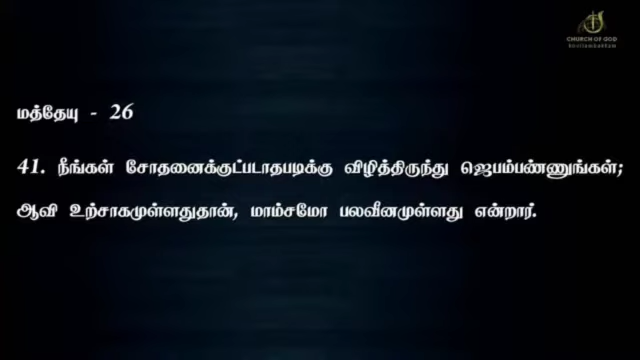 CHURCH OF GOD
மத்தேயு - 26
41. நீங்கள் சோதனைக்குட்படாதபடிக்கு விழித்திருந்து ஜெபம்பண்ணுங்கள்;
ஆவி உற்சாகமுள்ளதுதான், மாம்சமோ பலவீனமுள்ளது என்றார்.